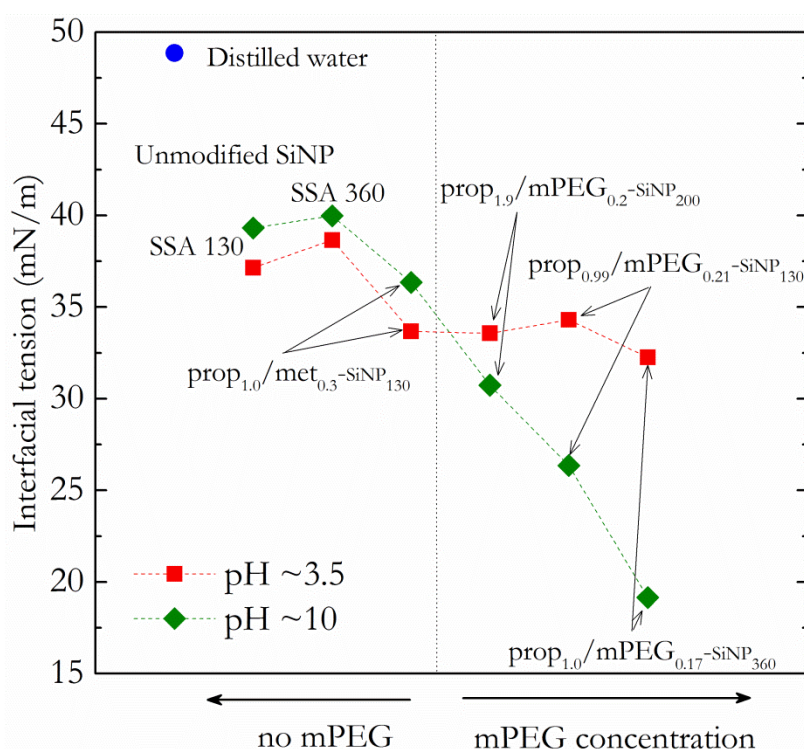 50
Distilled water
45
Unmodified SiNP
prop1.9/mPEG0.2-SiNP200
40
SSA 360
SSA 130
prop0.99/mPEG0.21-SiNP130
35
Interfacial tension (mN/m)
prop1.0/met0.3-SiNP130
30
25
pH ~3.5
20
pH ~10
prop1.0/mPEG0.17-SiNP360
15
no mPEG
mPEG concentration